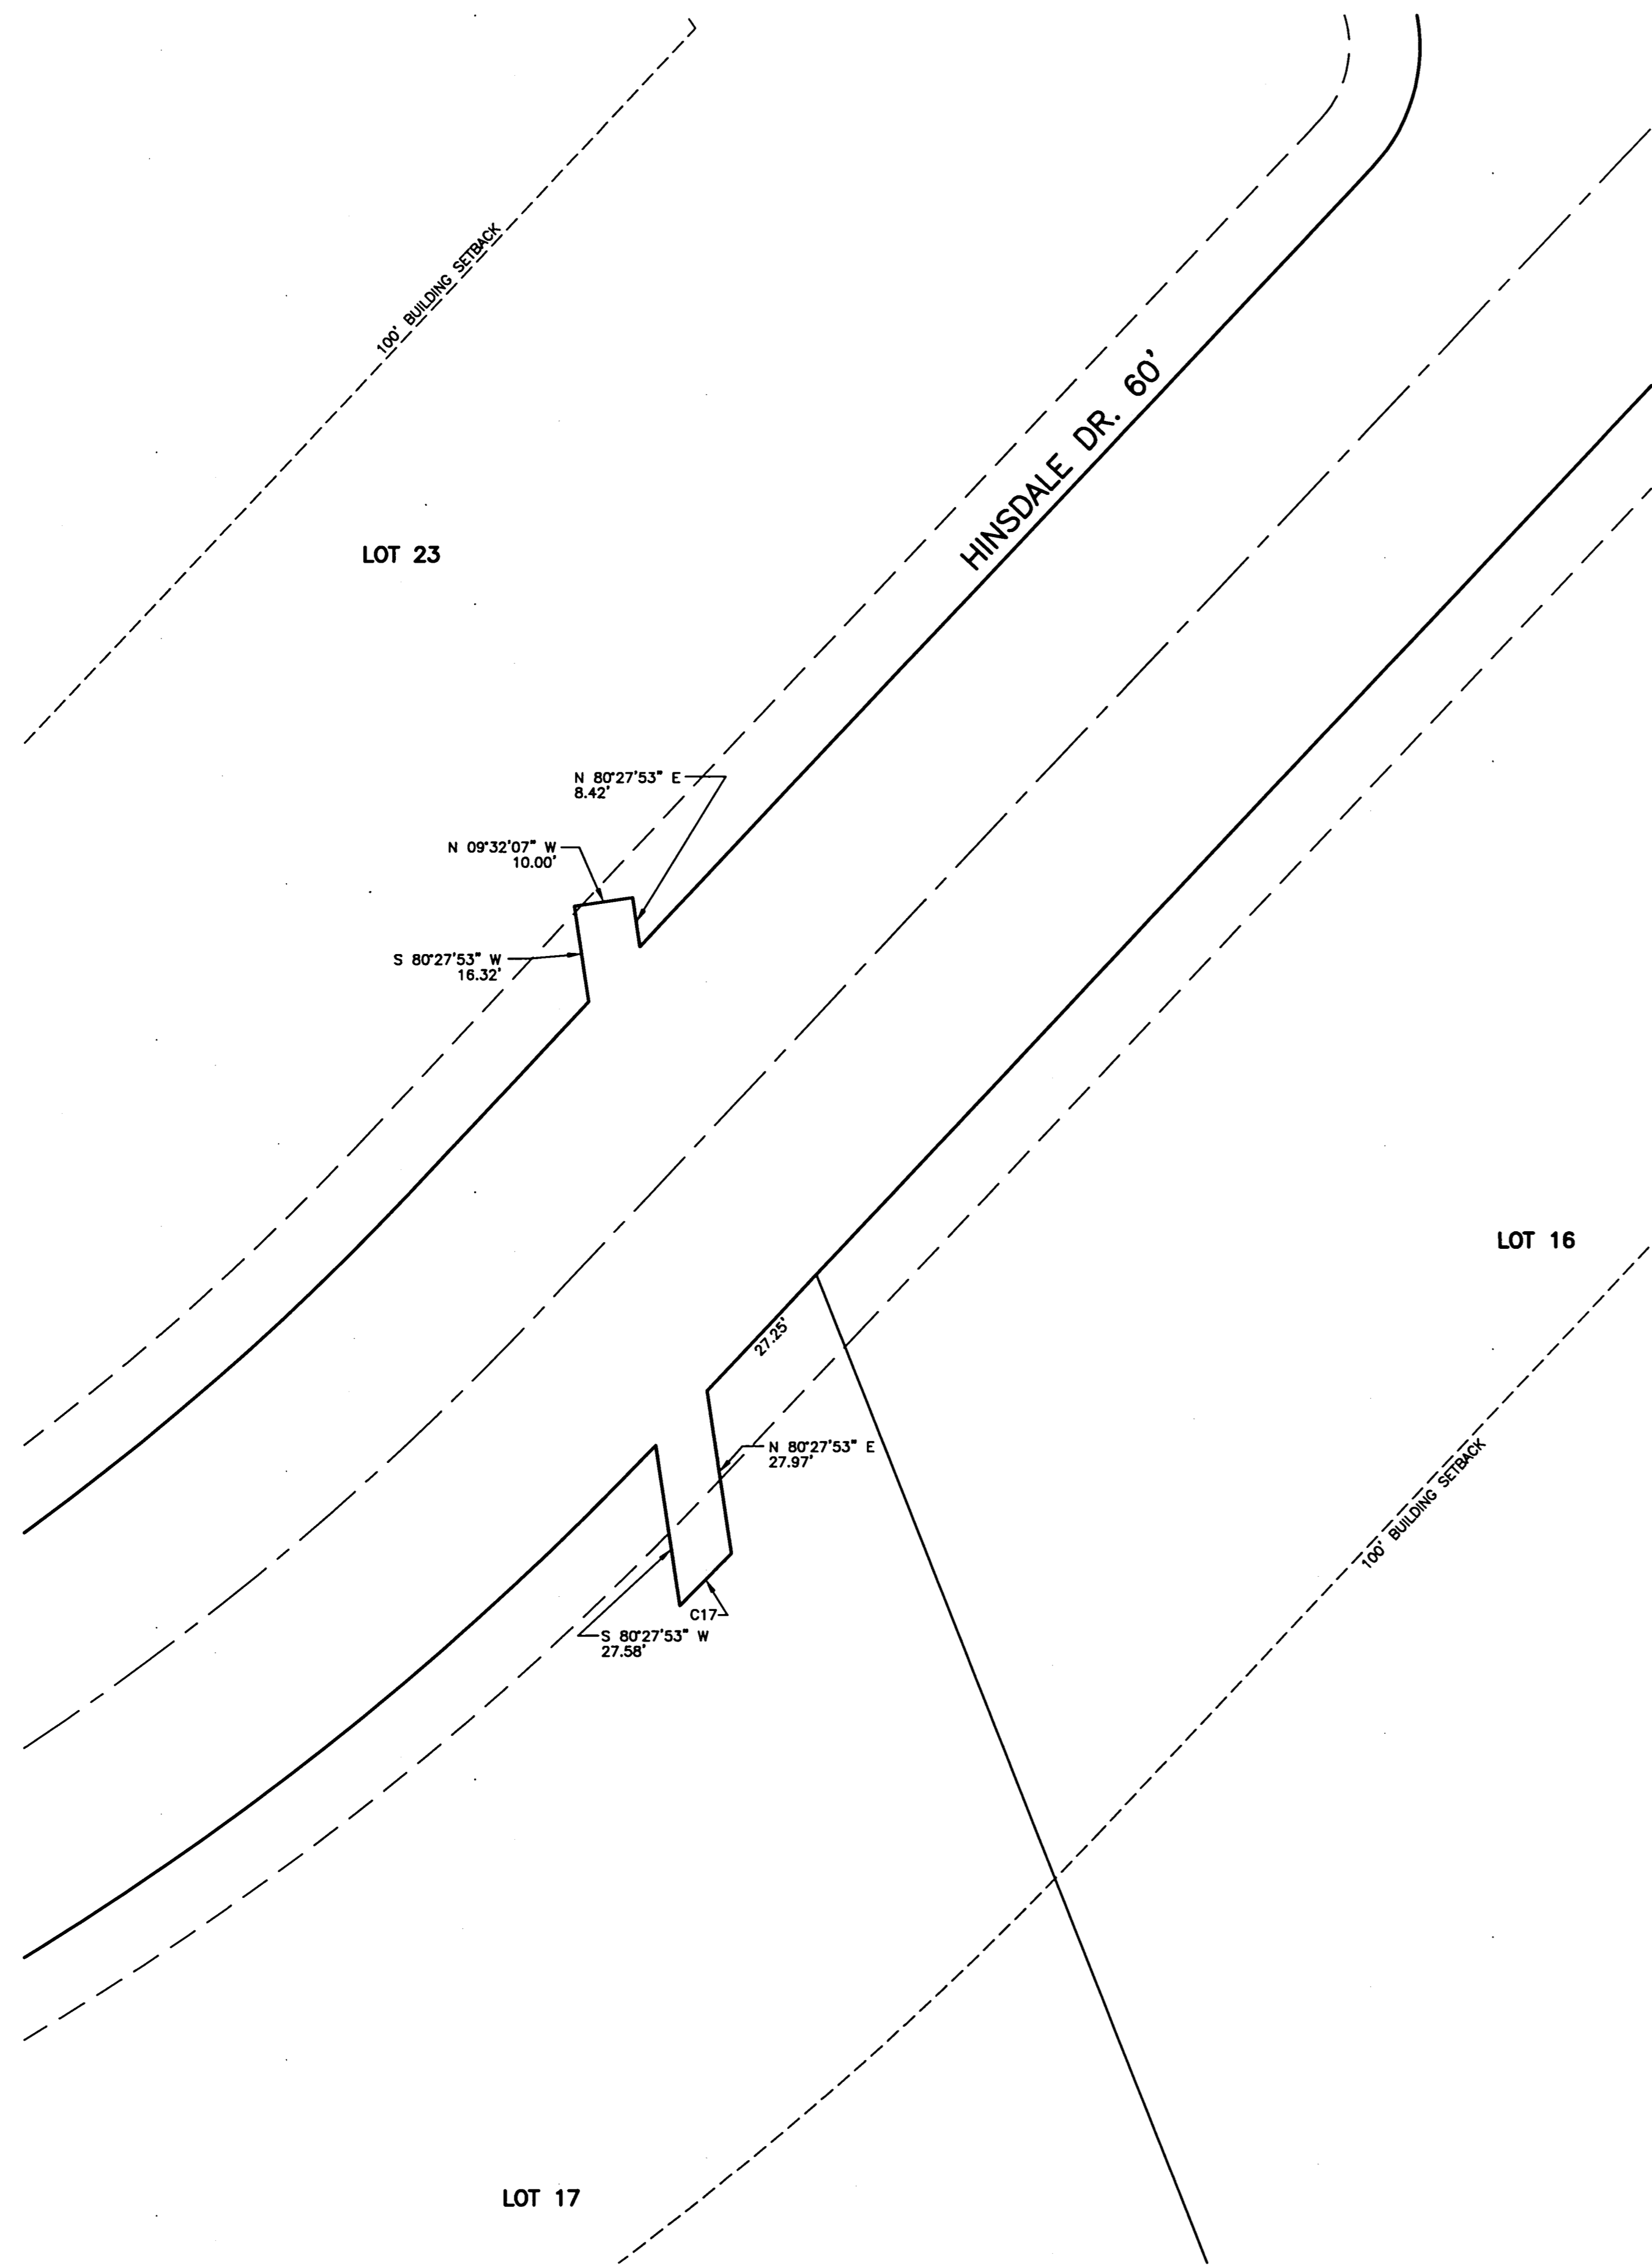 100' BUILDING SETBACK
HINSDALE DR. 60'
LOT 23
N 80°27'53" E
8.42'
N 09°32'07" W
10.00'
S 80°27'53" W
16.32'
LOT 16
27.25'
N 80°27'53" E
27.97'
100' BUILDING SETBACK
C17
S 80°27'53" W
27.58'
LOT 17